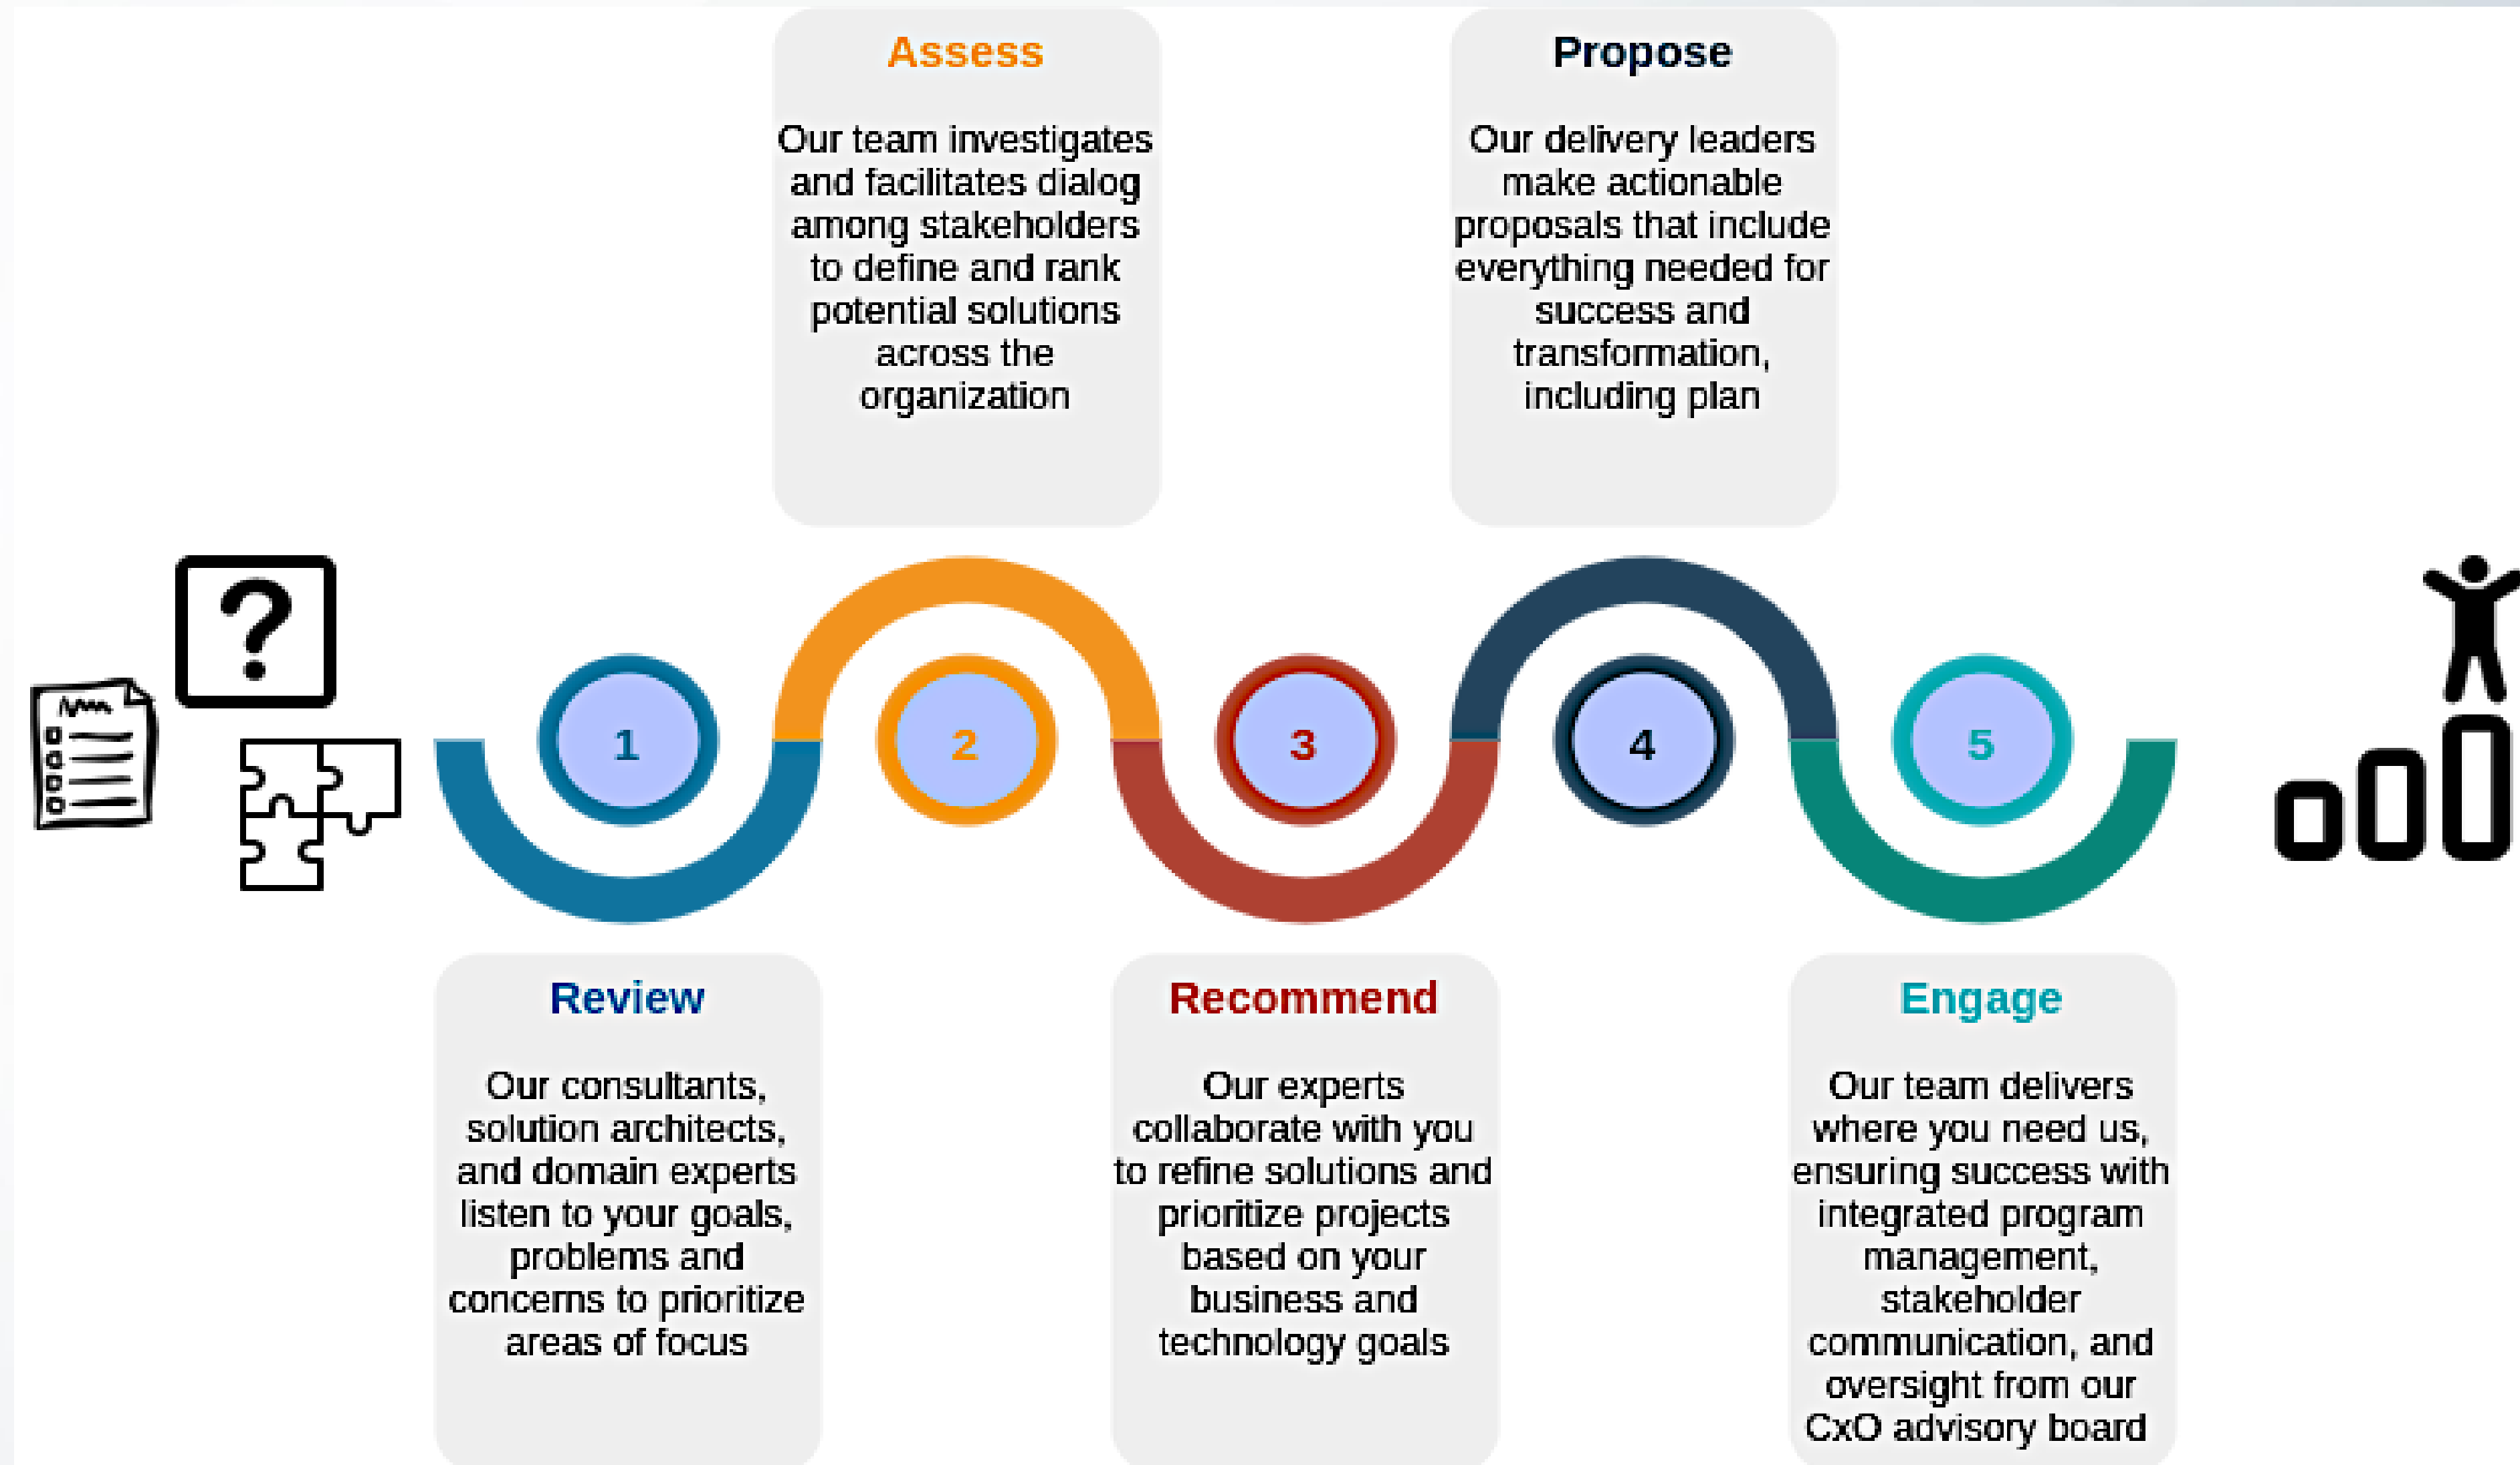 Assess
Our team investigates
and facilitates dialog
among stakeholders
to define and rank
potential solutions
across the
organization
Propose
Our delivery leaders
make actionable
proposals that include
everything needed for
success and
transformation,
including plan
?
1
2
3
4
5
Review
Our consultants,
solution architects,
and domain experts
listen to your goals,
problems and
concerns to prioritize
areas of focus
Recommend
Our experts
collaborate with you
to refine solutions and
prioritize projects
based on your
business and
technology goals
Engage
Our team delivers
where you need us,
ensuring success with
integrated program
management,
stakeholder
communication, and
oversight from our
CxO advisory board